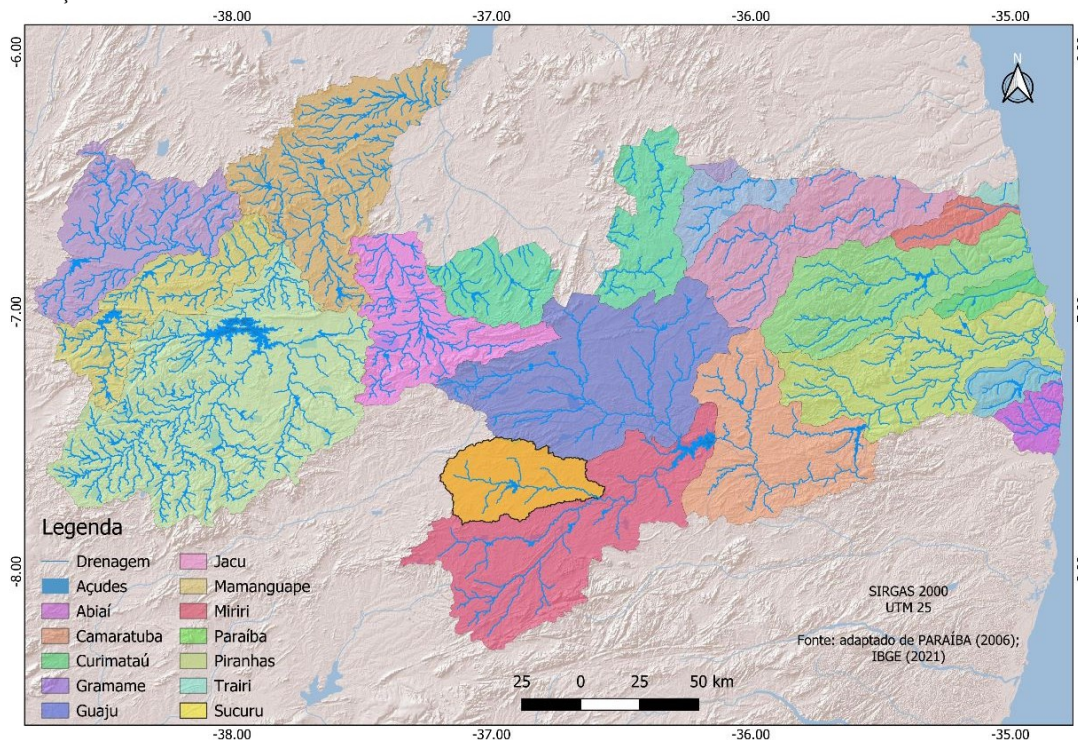 -38.00 -37.00 -36.00 -35.00
-6.00
N
-7.00
-8.00
Legenda
Drenagem
Açudes
Abiaí
Camaratuba
Curimataú
Gramame
Guaju
Jacu
Mamanguape
Miriri
Paraíba
Piranhas
Trairi
Sucuru
SIRGAS 2000
UTM 25
Fonte: adaptado de PARAÍBA (2006);
IBGE (2021)
25 0 25 50 km
-38.00 -37.00 -36.00 -35.00